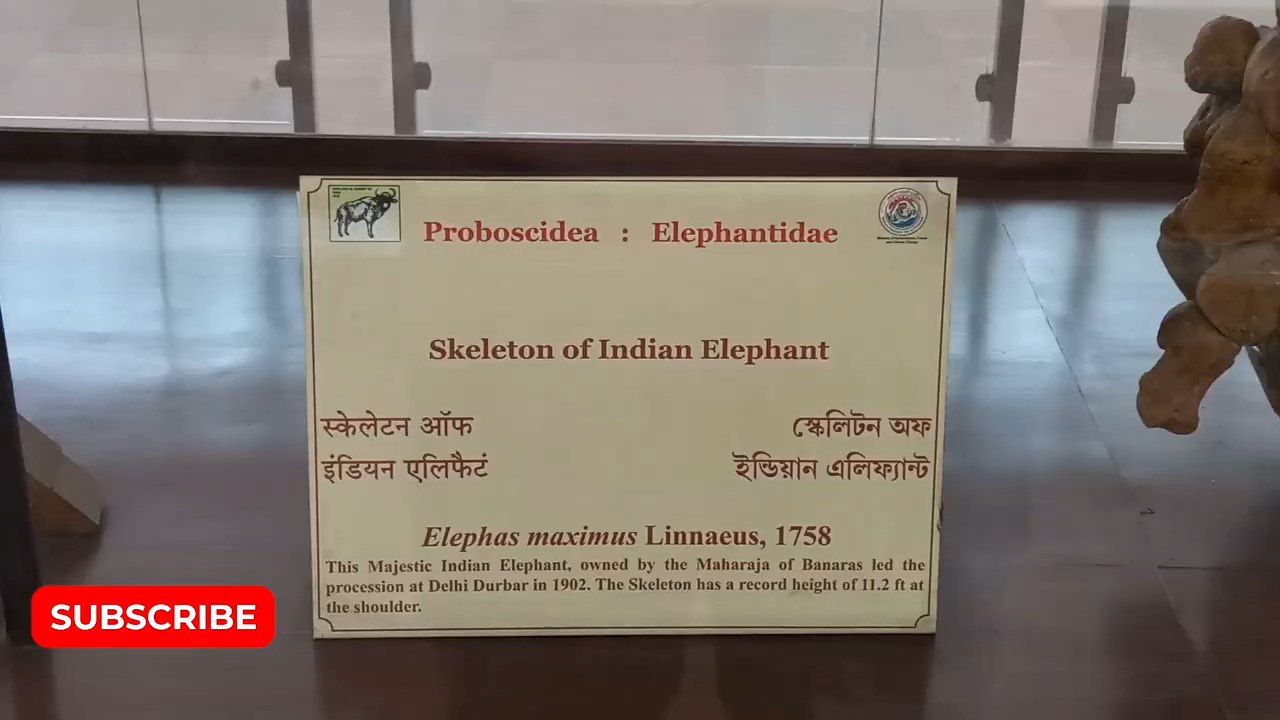 Proboscidea : Elephantidae
Skeleton of Indian Elephant
स्केलेटन ऑफ
इंडियन एलिफैटं
স্কেলিটন অফ
ইন্ডিয়ান এলিফ্যান্ট
Elephas maximus Linnaeus, 1758
This Majestic Indian Elephant, owned by the Maharaja of Banaras led the
procession at Delhi Durbar in 1902. The Skeleton has a record height of 11.2 ft at
the shoulder.
SUBSCRIBE